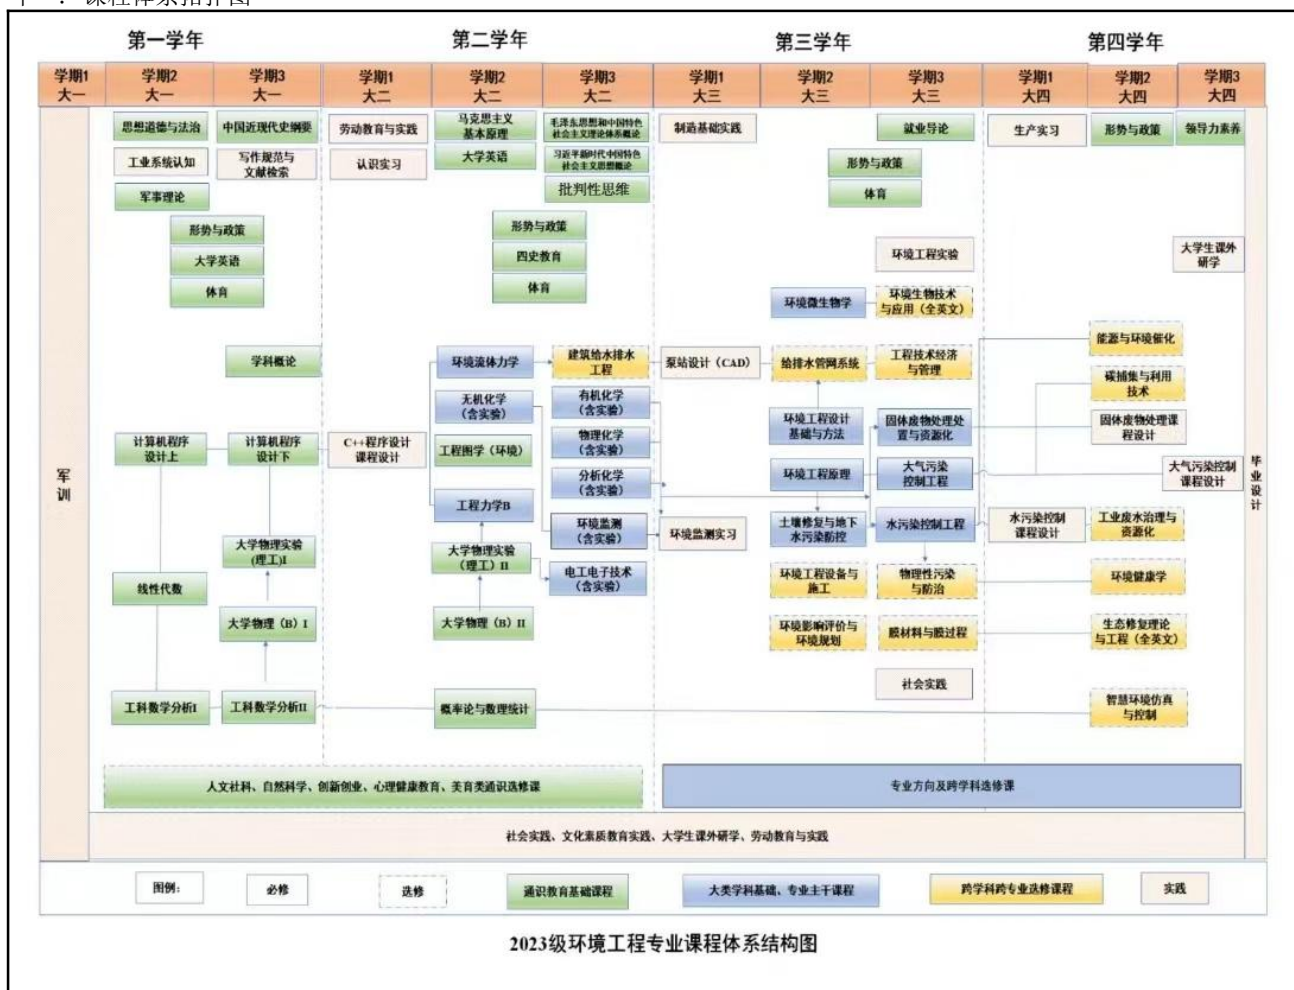 课程体系拓扑图
第一学年
第二学年
第三学年
第四学年
学期1
大一
学期2
大一
学期3
大一
学期1
大二
学期2
大二
学期3
大二
学期1
大三
学期2
大三
学期3
大三
学期1
大四
学期2
大四
学期3
大四
军训
思想道德与法治
工业系统认知
军事理论
中国近现代史纲要
写作规范与
文献检索
形势与政策
大学英语
体育
学科概论
计算机程序
设计上
计算机程序
设计下
大学物理实验
(理工)I
线性代数
大学物理（B）I
工科数学分析I
工科数学分析II
劳动教育与实践
认识实习
马克思主义
基本原理
大学英语
毛泽东思想和中国特色
社会主义理论体系概论
习近平新时代中国特色
社会主义思想概论
批判性思维
形势与政策
四史教育
体育
环境流体力学
建筑给水排水
工程
无机化学
(含实验)
有机化学
(含实验)
C++程序设计
课程设计
工程图学（环境）
物理化学
(含实验)
分析化学
(含实验)
工程力学B
环境监测
(含实验)
大学物理实验
(理工）II
电工电子技术
(含实验)
大学物理（B）II
概率论与数理统计
制造基础实践
就业导论
形势与政策
体育
环境工程实验
环境微生物学
环境生物技术
与应用（全英文）
泵站设计（CAD）
给排水管网系统
工程技术经济
与管理
环境工程设计
基础与方法
固体废物处理处
置与资源化
环境工程原理
大气污染
控制工程
环境监测实习
土壤修复与地下
水污染防控
水污染控制工程
环境工程设备与
施工
物理性污染
与防治
环境影响评价与
环境规划
膜材料与膜过程
社会实践
生产实习
形势与政策
领导力素养
大学生课外
研学
能源与环境催化
碳捕集与利用
技术
固体废物处理课
程设计
大气污染控制
课程设计
水污染控制
课程设计
工业废水治理与
资源化
环境健康学
生态修复理论
与工程（全英文）
智慧环境仿真
与控制
毕业设计
人文社科、自然科学、创新创业、心理健康教育、美育类通识选修课
专业方向及跨学科选修课
社会实践、文化素质教育实践、大学生课外研学、劳动教育与实践
图例：
必修
选修
通识教育基础课程
大类学科基础、专业主干课程
跨学科跨专业选修课程
实践
2023级环境工程专业课程体系结构图